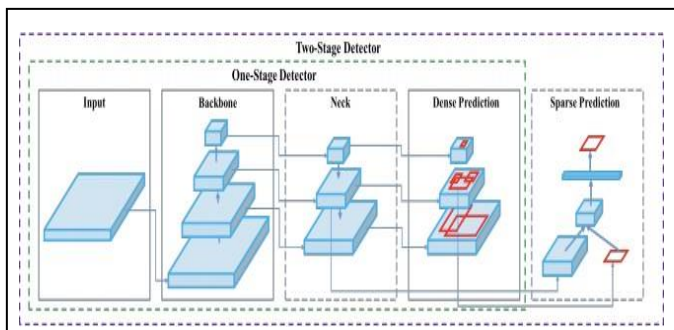 Two-Stage Detector
One-Stage Detector
Input
Backbone
Neck
Dense Prediction
Sparse Prediction